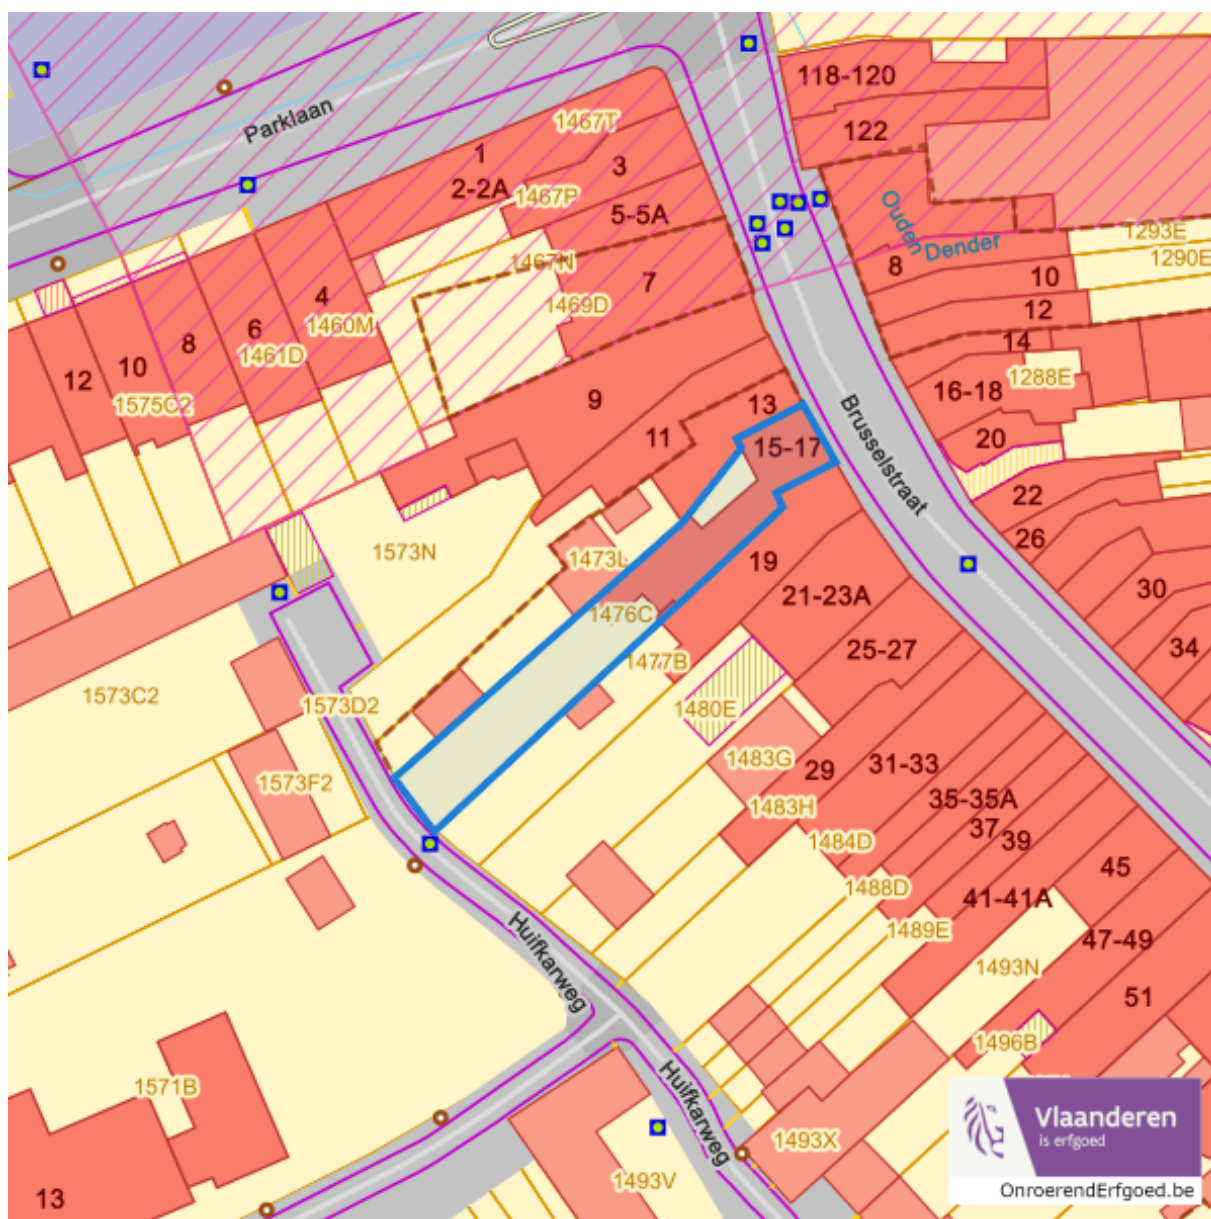 118-120
Parklaan
1467T
122
1
3
2-2A
1467P
5-5A
Ouden
Dender
1293E
1467N
1290E
8
10
7
4
1469D
12
1460M
6
8
14
1461D
10
12
16-18
1288E
1575C2
9
13
11
Brusselstraat
20
15-17
22
26
1573N
1473L
19
30
21-23A
1476C
25-27
34
1477B
1573C2
1573D2
1480E
1483G
29
31-33
1573F2
1483H
35-35A
37
39
1484D
45
1488D
41-41A
1489E
47-49
Huifkarweg
1493N
51
1496B
1571B
Huifkarweg
1493X
1493V
13
Vlaanderen
is erfgoed
OnroerendErfgoed.be